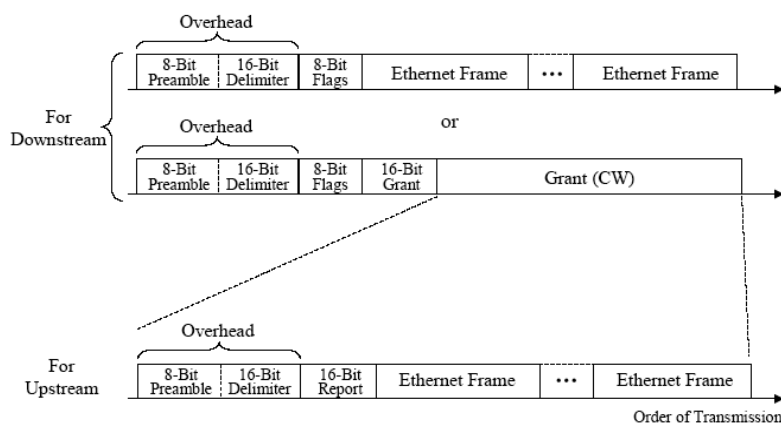 Overhead
8-Bit Preamble
16-Bit Delimiter
8-Bit Flags
Ethernet Frame
...
Ethernet Frame
For Downstream
or
Overhead
8-Bit Preamble
16-Bit Delimiter
8-Bit Flags
16-Bit Grant
Grant (CW)
Overhead
For Upstream
8-Bit Preamble
16-Bit Delimiter
16-Bit Report
Ethernet Frame
...
Ethernet Frame
Order of Transmission